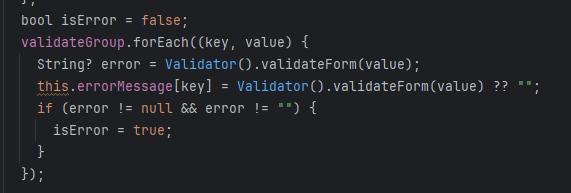 };
bool isError = false;
validateGroup.forEach((key, value) {
String? error = Validator().validateForm(value);
this.errorMessage[key] = Validator().validateForm(value) ?? "";
if (error != null && error != "") {
isError = true;
}
});